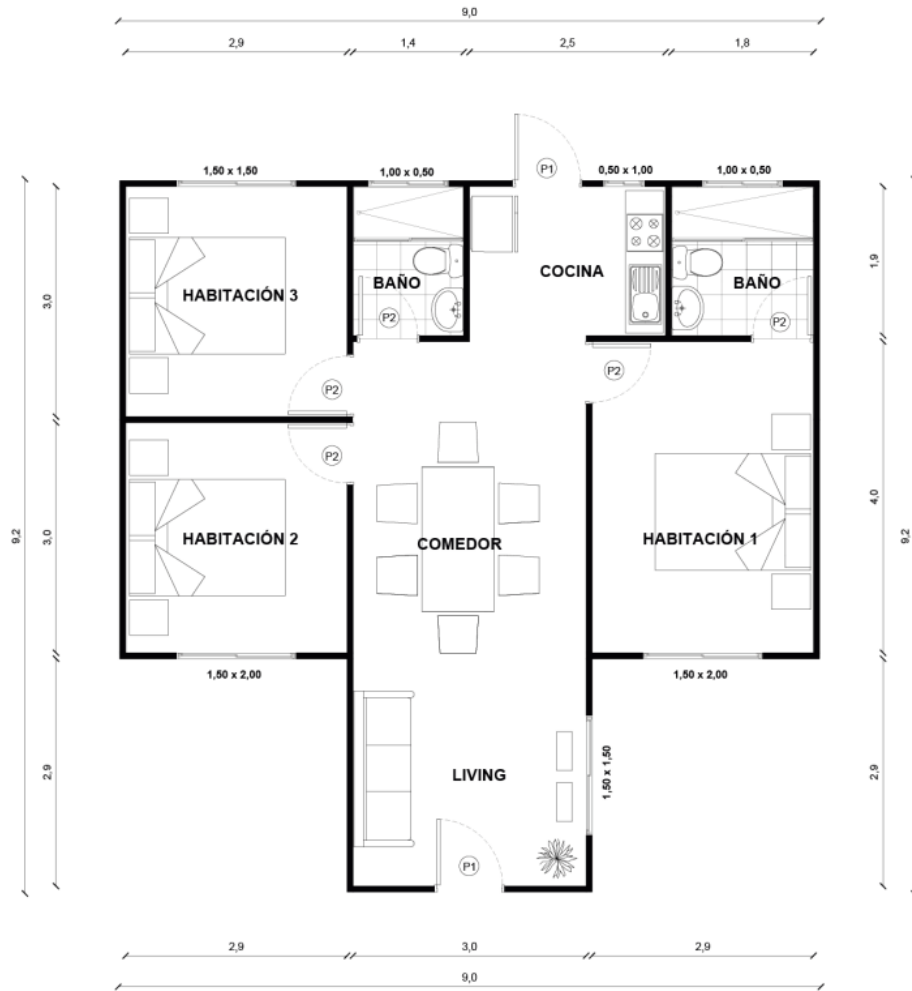 9,0
2,9
1,4
2,5
1,8
1,50 x 1,50
1,00 x 0,50
P1
0,50 x 1,00
1,00 x 0,50
3,0
HABITACIÓN 3
BAÑO
P2
COCINA
BAÑO
P2
1,9
P2
P2
P2
9,2
3,0
HABITACIÓN 2
COMEDOR
HABITACIÓN 1
4,0
9,2
1,50 x 2,00
1,50 x 2,00
2,9
LIVING
1,50 x 1,50
2,9
P1
2,9
3,0
2,9
9,0